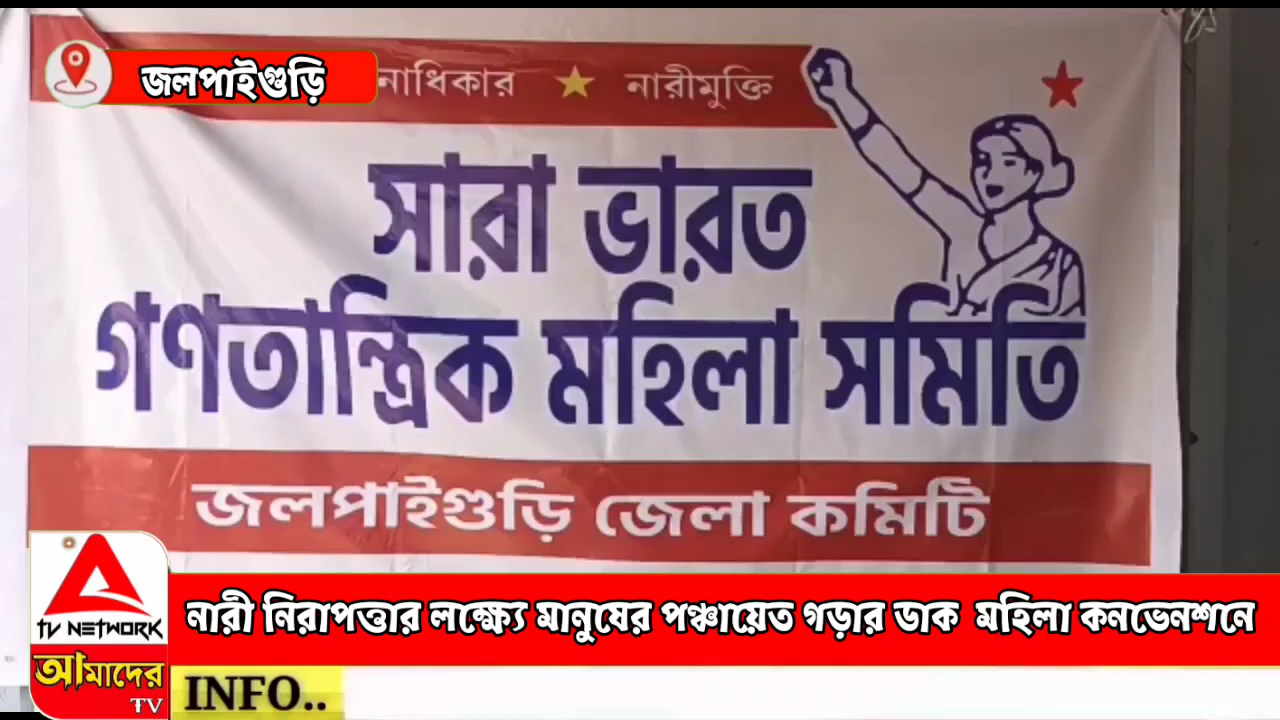 জলপাইগুড়ি
নারীমুক্তি
সারা ভারত
গণতান্ত্রিক মহিলা সমিতি
জলপাইগুড়ি জেলা কমিটি
নারী নিরাপত্তার লক্ষ্যে মানুষের পঞ্চায়েত গড়ার ডাক মহিলা কনভেনশনে
TV NETWORK
আমাদের
TV
INFO..